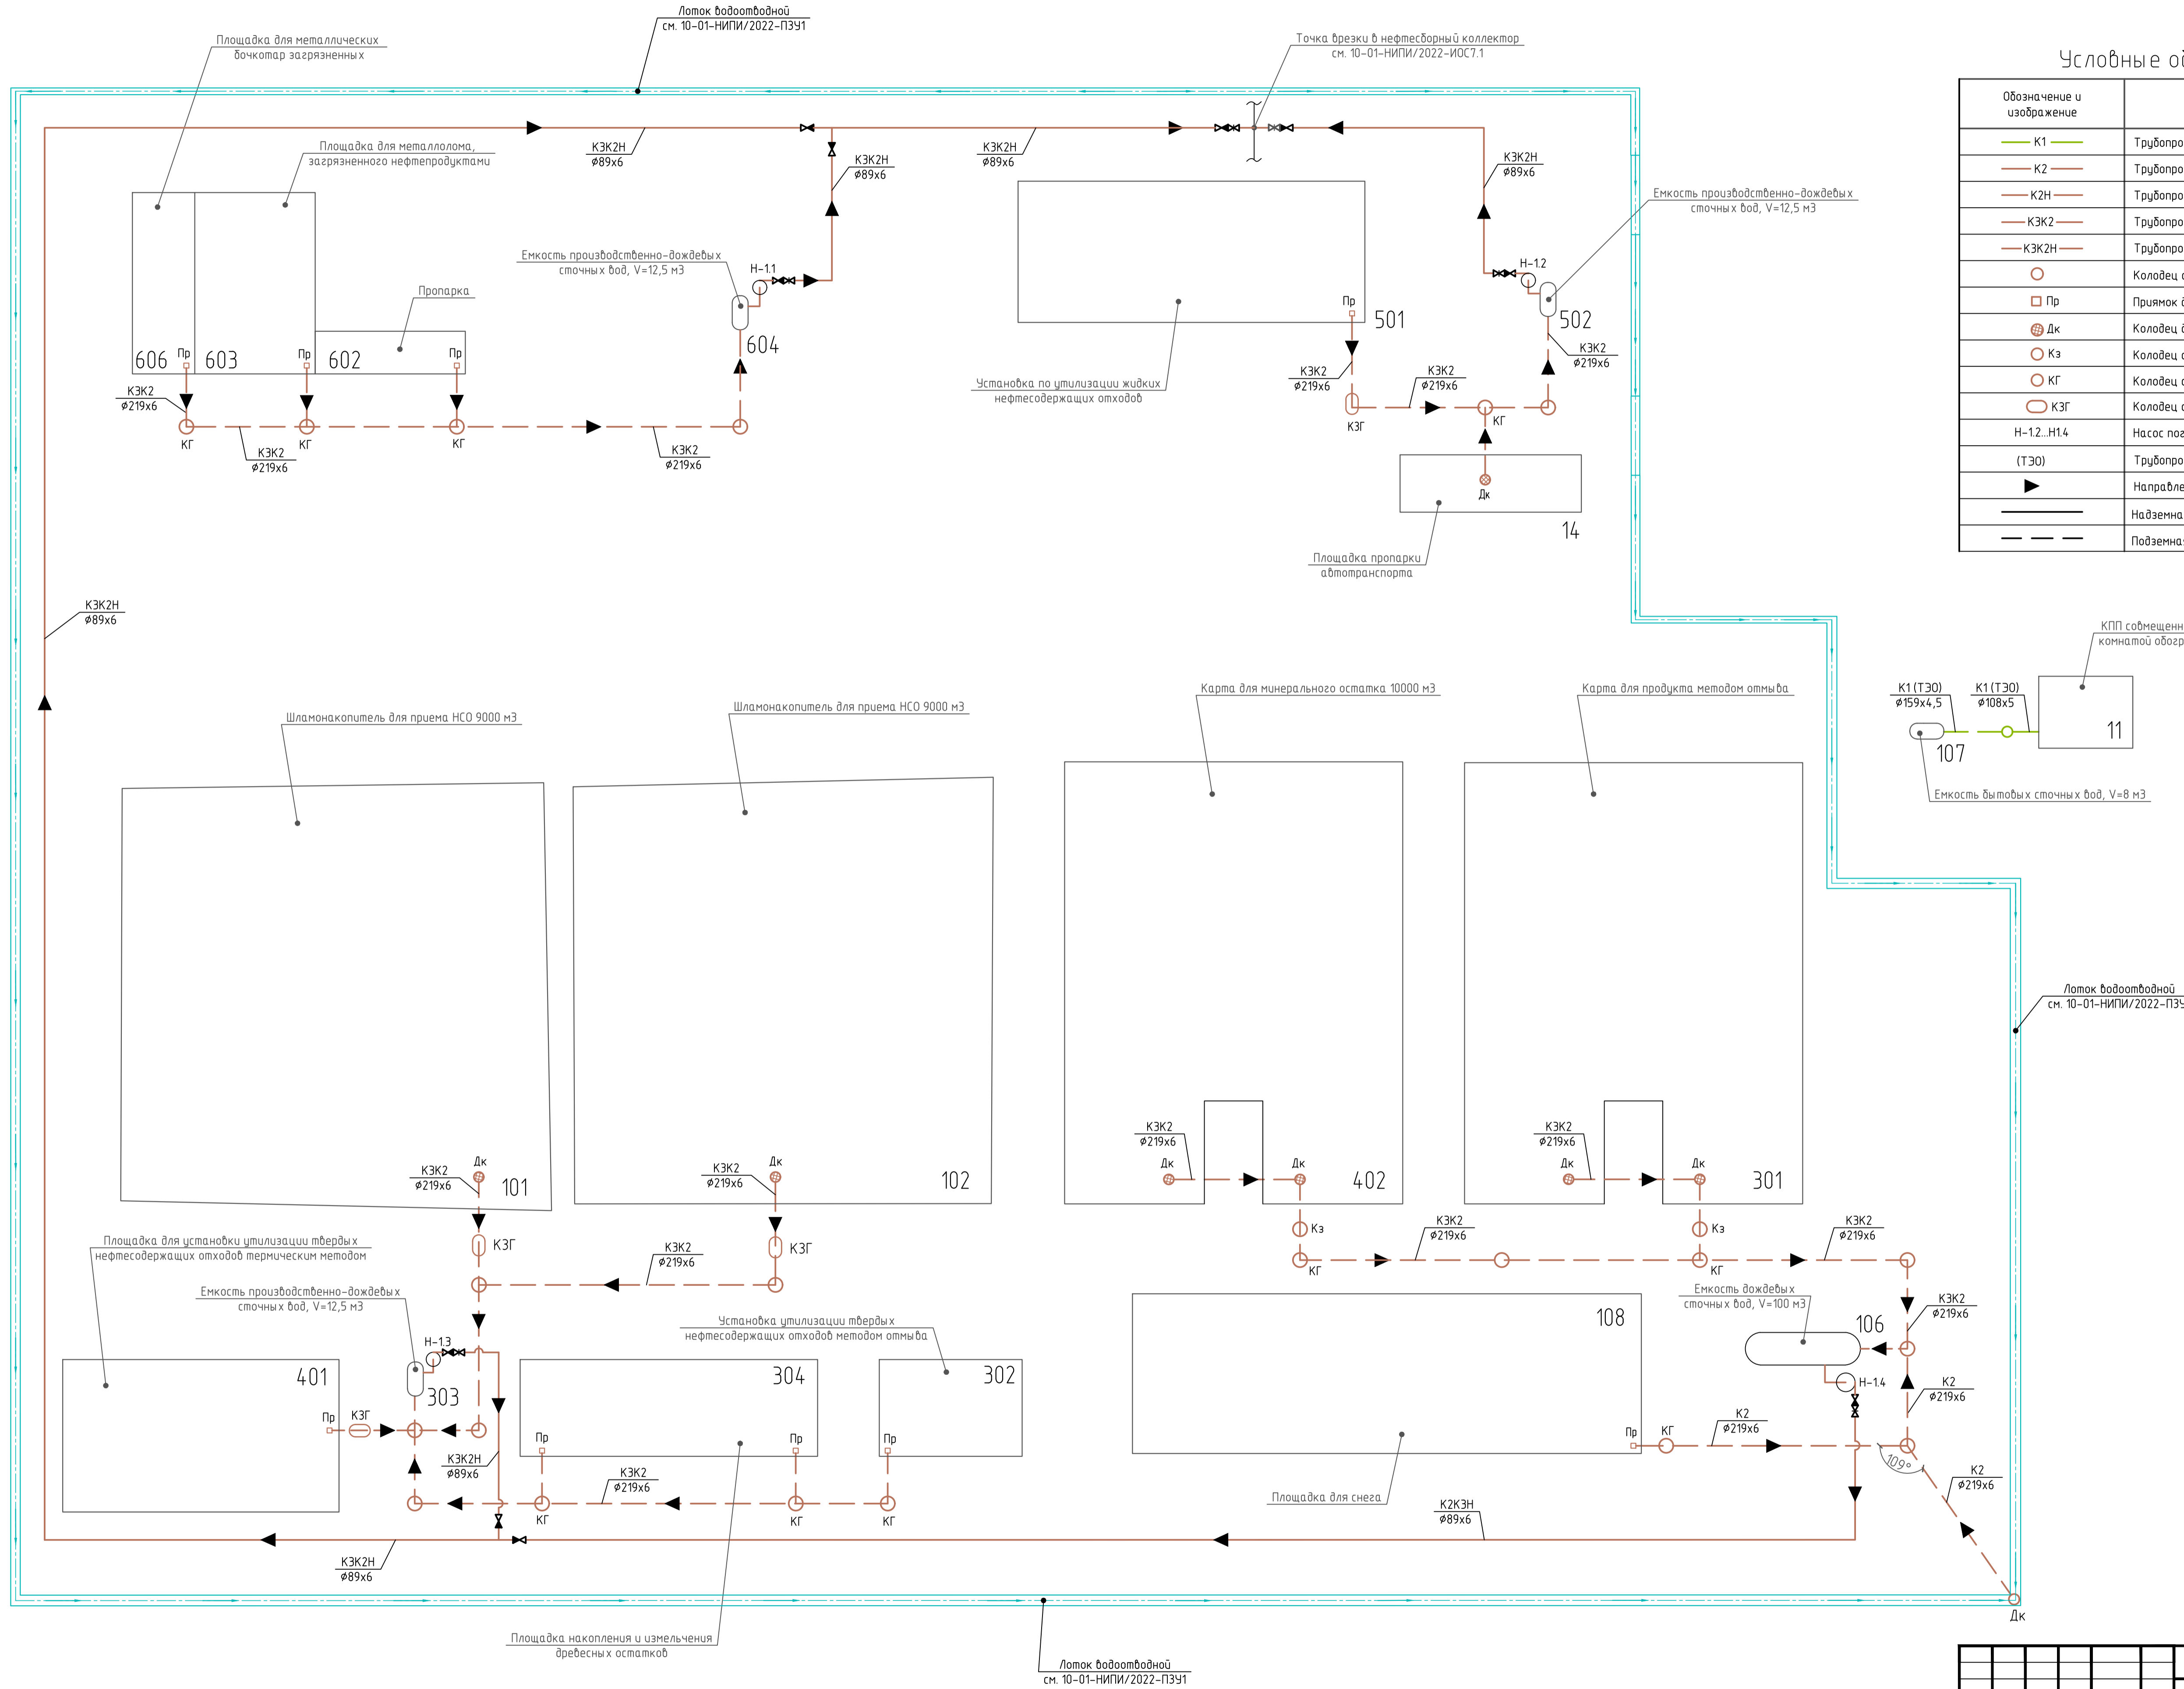 Лоток водоотводной
см. 10-01-НИПИ/2022-ПЗУ1
Площадка для металлических
бочкотар загрязненных
Точка врезки в нефтесборный коллектор
см. 10-01-НИПИ/2022-ИОС7.1
К3К2Н
ø89х6
К3К2Н
ø89х6
К3К2Н
ø89х6
К3К2Н
ø89х6
Площадка для металлолома,
загрязненного нефтепродуктами
Емкость производственно-дождевых
сточных вод, V=12,5 м3
Н-1.1
Пропарка
Емкость производственно-дождевых
сточных вод, V=12,5 м3
Н-1.2
Пр
501
502
604
606
Пр
603
Пр
602
Пр
К3К2
ø219х6
К3К2
ø219х6
К3К2
ø219х6
К3К2
ø219х6
Установка по утилизации жидких
нефтесодержащих отходов
КГ
КГ
КГ
КЗГ
КГ
К3К2
ø219х6
К3К2
ø219х6
Дк
14
Площадка пропарки
автотранспорта
Условные об
Обозначение и
изображение
К1
Трубопро
К2
Трубопро
К2Н
Трубопро
К3К2
Трубопро
К3К2Н
Трубопро
Колодец
Пр
Приямок
Дк
Колодец
Кз
Колодец
КГ
Колодец
КЗГ
Колодец
Н-1.2...Н1.4
Насос пог
(ТЭО)
Трубопро
Направле
Надземна
Подземна
К3К2Н
ø89х6
КПП совмещенн
комнатой обогр
К1 (ТЭО)
ø159х4,5
К1 (ТЭО)
ø108х5
11
107
Емкость бытовых сточных вод, V=8 м3
Шламонакопитель для приема НСО 9000 м3
Шламонакопитель для приема НСО 9000 м3
Карта для минерального остатка 10000 м3
Карта для продукта методом отмыва
Лоток водоотводной
см. 10-01-НИПИ/2022-ПЗУ
К3К2
ø219х6
Дк
101
К3К2
ø219х6
Дк
102
К3К2
ø219х6
Дк
Дк
402
К3К2
ø219х6
Дк
Дк
301
Кз
Кз
КЗГ
КЗГ
К3К2
ø219х6
К3К2
ø219х6
К3К2
ø219х6
КГ
КГ
Площадка для установки утилизации твердых
нефтесодержащих отходов термическим методом
Емкость производственно-дождевых
сточных вод, V=12,5 м3
Н-1.3
Установка утилизации твердых
нефтесодержащих отходов методом отмыва
Емкость дождевых
сточных вод, V=100 м3
К3К2
ø219х6
108
106
401
303
304
302
Н-1.4
К2
ø219х6
Пр
КЗГ
Пр
Пр
Пр
К3К2Н
ø89х6
К3К2
ø219х6
КГ
КГ
КГ
Пр
КГ
К2
ø219х6
109°
К2
ø219х6
Площадка для снега
К2К3Н
ø89х6
К3К2Н
ø89х6
Дк
Площадка накопления и измельчения
древесных остатков
Лоток водоотводной
см. 10-01-НИПИ/2022-ПЗУ1